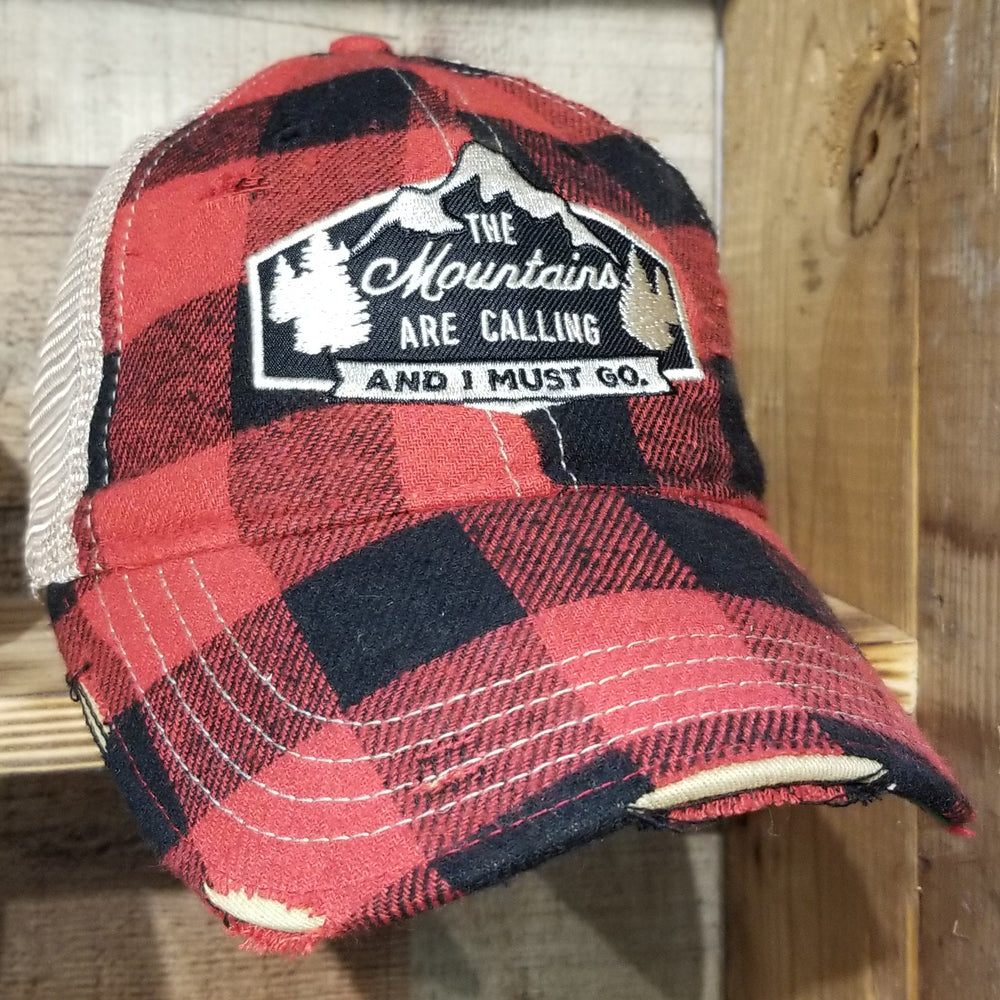 THE
Mountains
ARE CALLING
AND I MUST GO.